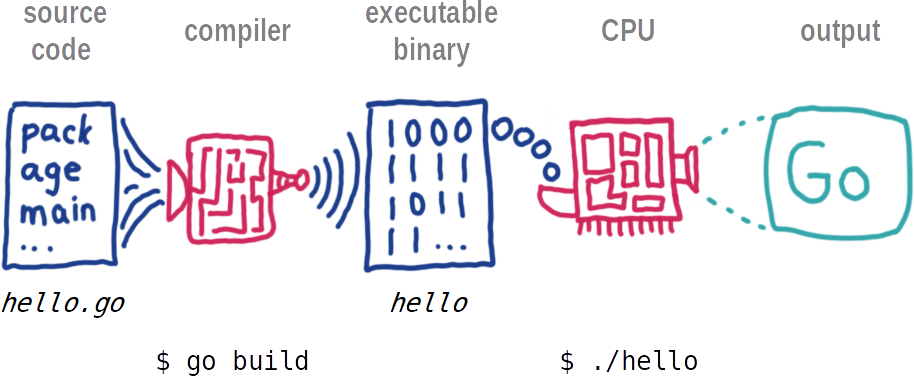 source code
compiler
executable binary
CPU
output
pack
age
main
...
1000
1111
1011
11...
Go
hello.go
hello
$ go build
$ ./hello